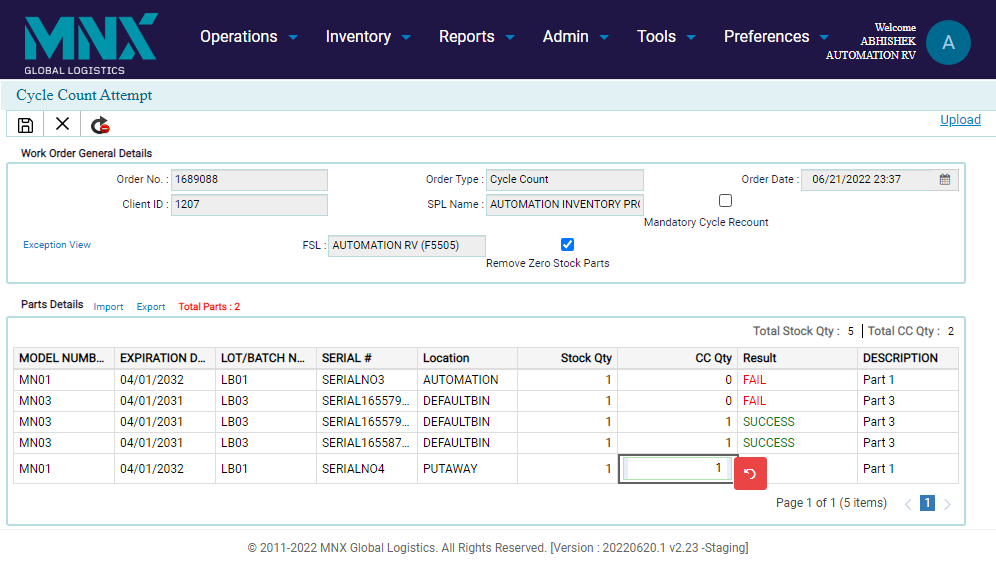 MNX
GLOBAL LOGISTICS
Operations Inventory Reports Admin Tools Preferences
Welcome
ABHISHEK
AUTOMATION RV
A
Cycle Count Attempt
Upload
Work Order General Details
Order No. : 1689088 Order Type : Cycle Count Order Date : 06/21/2022 23:37
Client ID : 1207 SPL Name : AUTOMATION INVENTORY PR
Mandatory Cycle Recount
Exception View FSL : AUTOMATION RV (F5505)
Remove Zero Stock Parts
Parts Details Import Export Total Parts : 2
Total Stock Qty : 5 Total CC Qty : 2
MODEL NUMB... EXPIRATION D... LOT/BATCH N... SERIAL # Location Stock Qty CC Qty Result DESCRIPTION
MN01 04/01/2032 LB01 SERIALNO3 AUTOMATION 1 0 FAIL Part 1
MN03 04/01/2031 LB03 SERIAL165579... DEFAULTBIN 1 0 FAIL Part 3
MN03 04/01/2031 LB03 SERIAL165579... DEFAULTBIN 1 1 SUCCESS Part 3
MN03 04/01/2031 LB03 SERIAL165587... DEFAULTBIN 1 1 SUCCESS Part 3
MN01 04/01/2032 LB01 SERIALNO4 PUTAWAY 1 1 Part 1
Page 1 of 1 (5 items) 1
© 2011-2022 MNX Global Logistics. All Rights Reserved. [Version : 20220620.1 v2.23 -Staging]